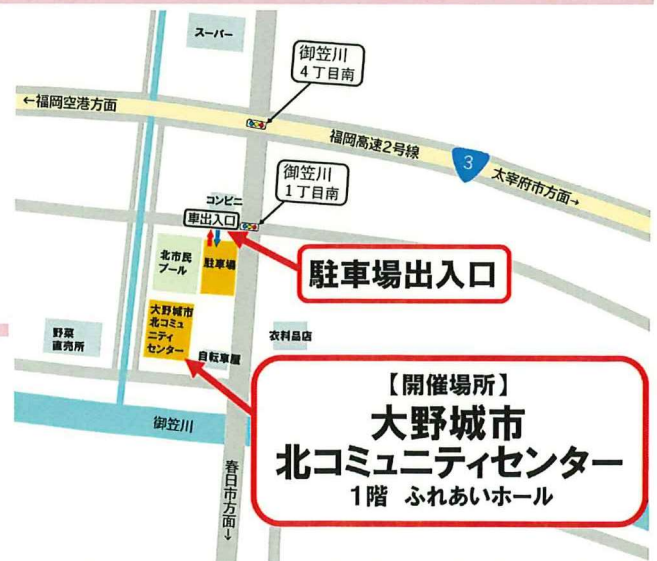 スーパー
御笠川
4丁目南
←福岡空港方面
福岡高速2号線
3
太宰府市方面→
御笠川
1丁目南
コンビニ
車出入口
北市民
プール
駐車場
駐車場出入口
大野城市
北コミュ
ニティ
センター
野菜
直売所
自転車屋
衣料品店
御笠川
春日市方面→
【開催場所】
大野城市
北コミュニティセンター
1階 ふれあいホール